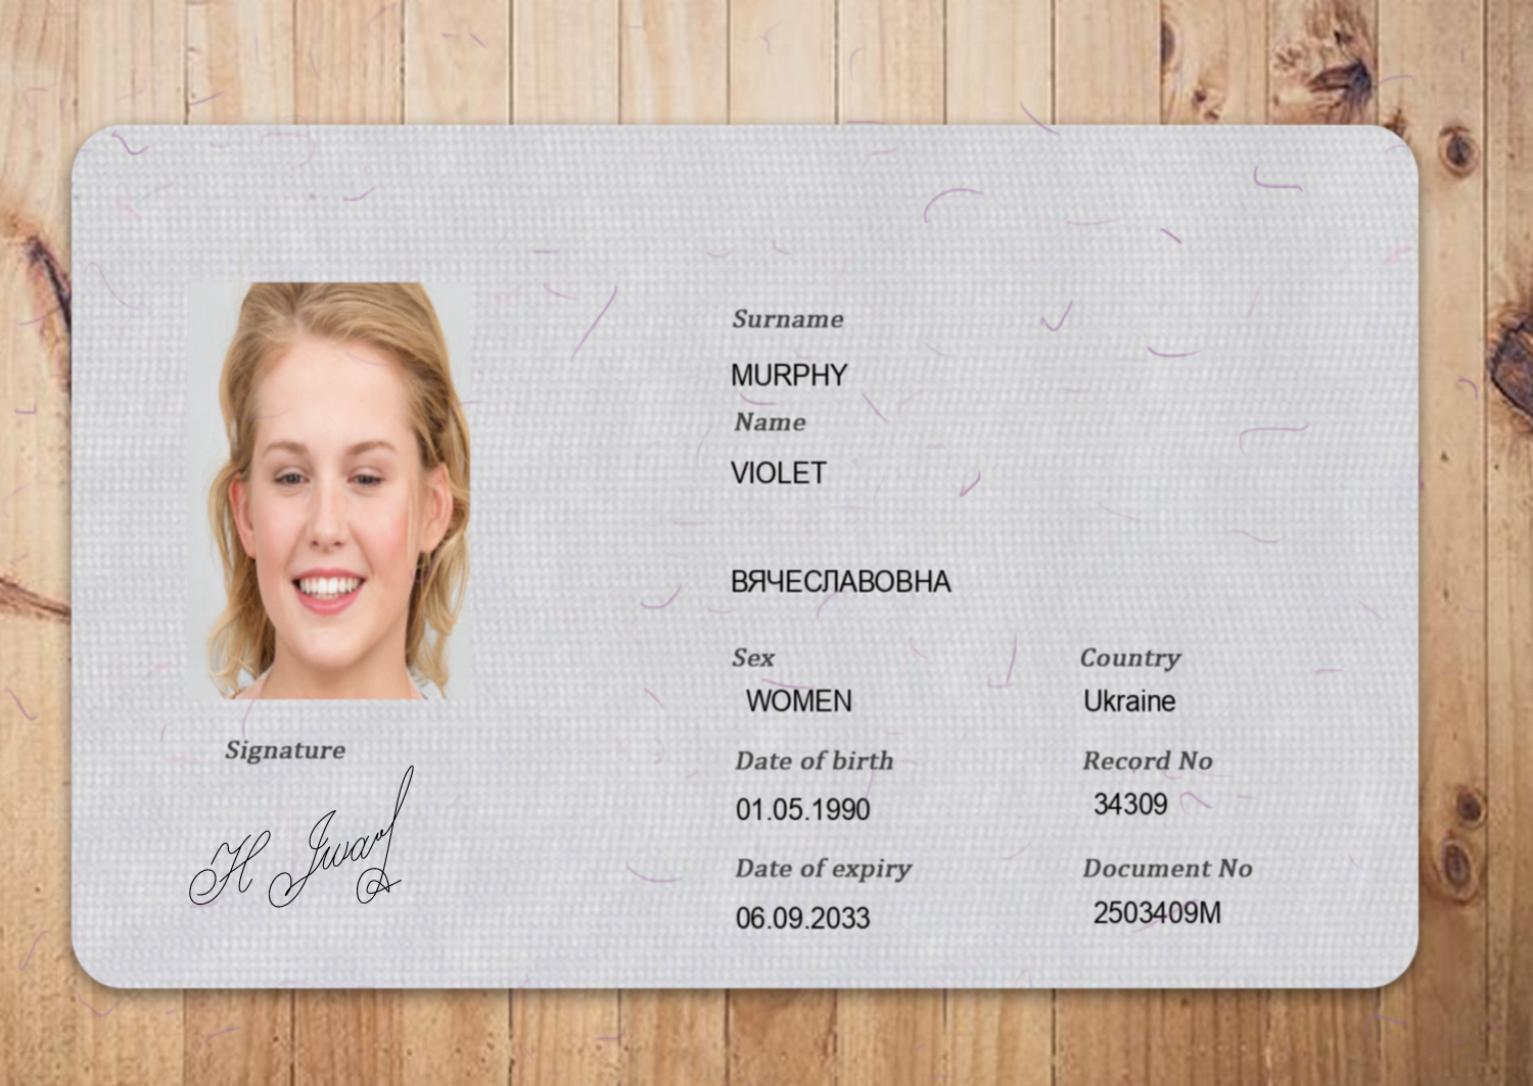 Surname
MURPHY
Name
VIOLET
ВЯЧЕСЛАВОВНА
Sex
WOMEN
Country
Ukraine
Date of birth
01.05.1990
Record No
34309
Date of expiry
06.09.2033
Document No
2503409M
Signature